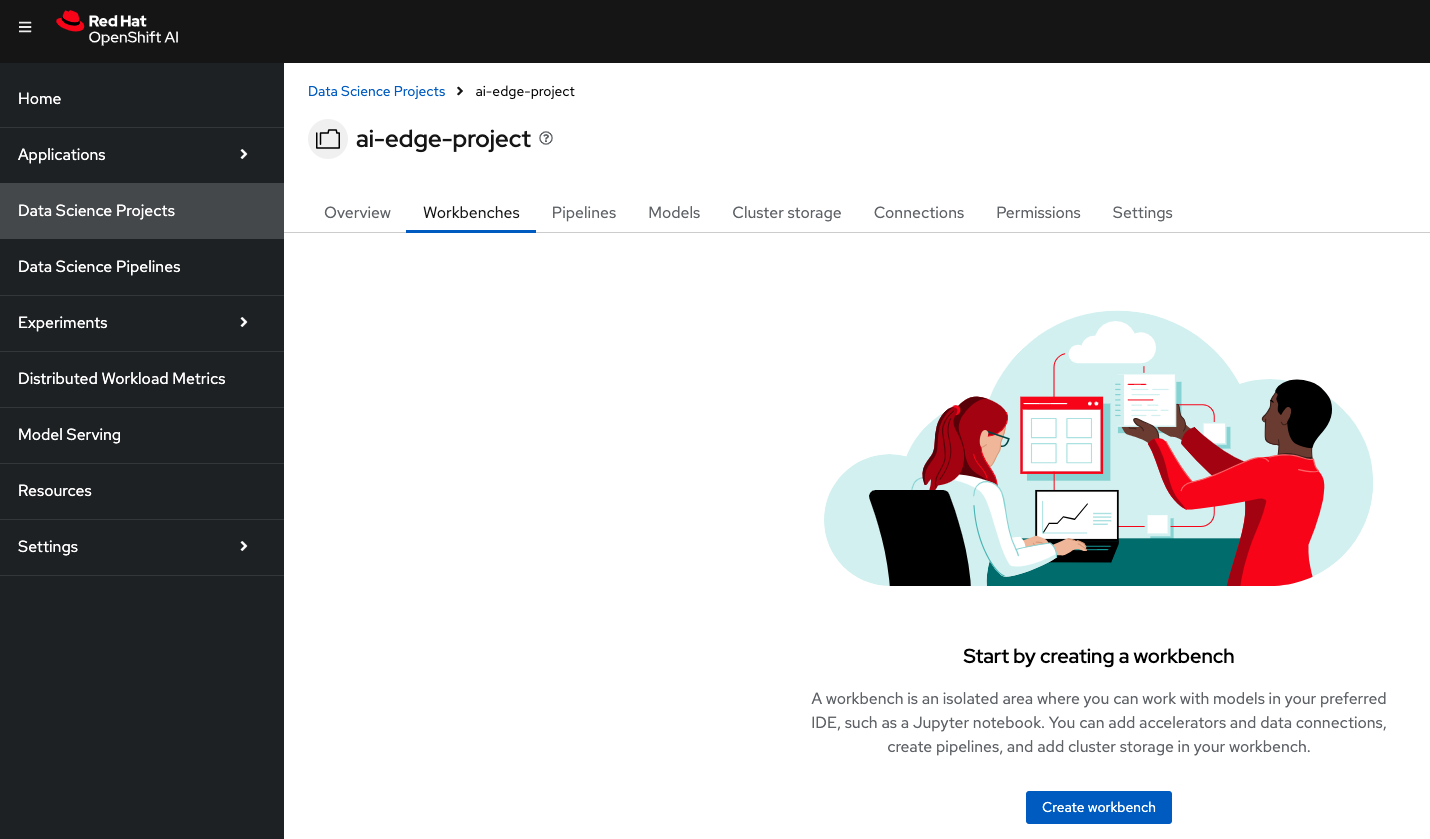 Red Hat
OpenShift AI
Home
Applications
Data Science Projects
Data Science Pipelines
Experiments
Distributed Workload Metrics
Model Serving
Resources
Settings
Data Science Projects > ai-edge-project
ai-edge-project
Overview Workbenches Pipelines Models Cluster storage Connections Permissions Settings
Start by creating a workbench
A workbench is an isolated area where you can work with models in your preferred
IDE, such as a Jupyter notebook. You can add accelerators and data connections,
create pipelines, and add cluster storage in your workbench.
Create workbench